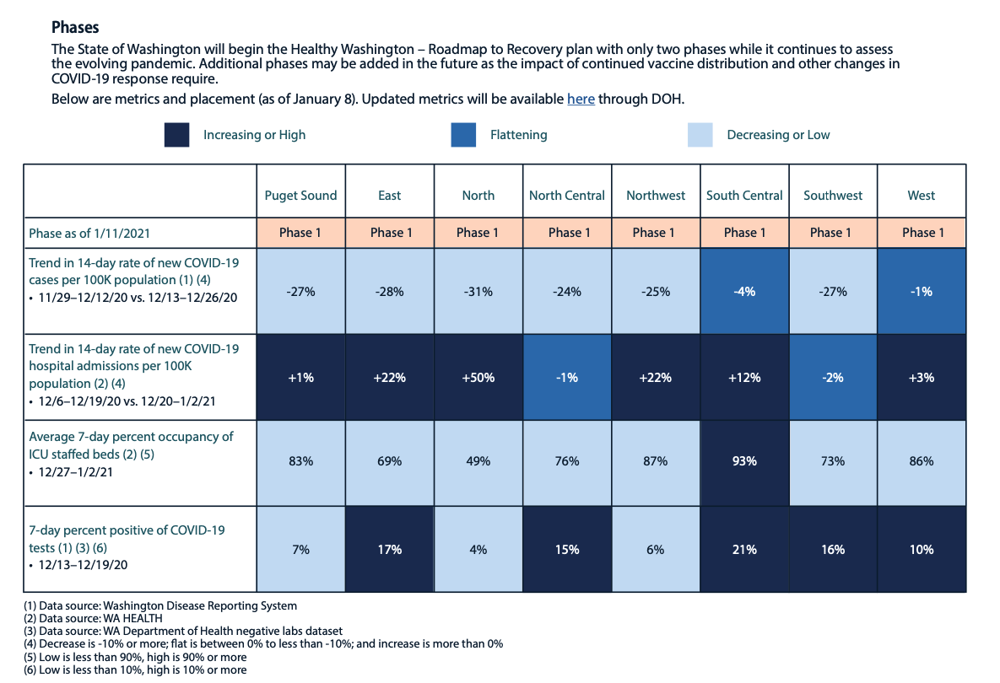 Phases
The State of Washington will begin the Healthy Washington – Roadmap to Recovery plan with only two phases while it continues to assess
the evolving pandemic. Additional phases may be added in the future as the impact of continued vaccine distribution and other changes in
COVID-19 response require.
Below are metrics and placement (as of January 8). Updated metrics will be available here through DOH.
Increasing or High Flattening Decreasing or Low
Puget Sound East North North Central Northwest South Central Southwest West
Phase as of 1/11/2021 Phase 1 Phase 1 Phase 1 Phase 1 Phase 1 Phase 1 Phase 1 Phase 1
Trend in 14-day rate of new COVID-19
cases per 100K population (1) (4)
• 11/29–12/12/20 vs. 12/13–12/26/20
-27% -28% -31% -24% -25% -4% -27% -1%
Trend in 14-day rate of new COVID-19
hospital admissions per 100K
population (2) (4)
• 12/6–12/19/20 vs. 12/20–1/2/21
+1% +22% +50% -1% +22% +12% -2% +3%
Average 7-day percent occupancy of
ICU staffed beds (2) (5)
• 12/27–1/2/21
83% 69% 49% 76% 87% 93% 73% 86%
7-day percent positive of COVID-19
tests (1) (3) (6)
• 12/13–12/19/20
7% 17% 4% 15% 6% 21% 16% 10%
(1) Data source: Washington Disease Reporting System
(2) Data source: WA HEALTH
(3) Data source: WA Department of Health negative labs dataset
(4) Decrease is -10% or more; flat is between 0% to less than -10%; and increase is more than 0%
(5) Low is less than 90%, high is 90% or more
(6) Low is less than 10%, high is 10% or more